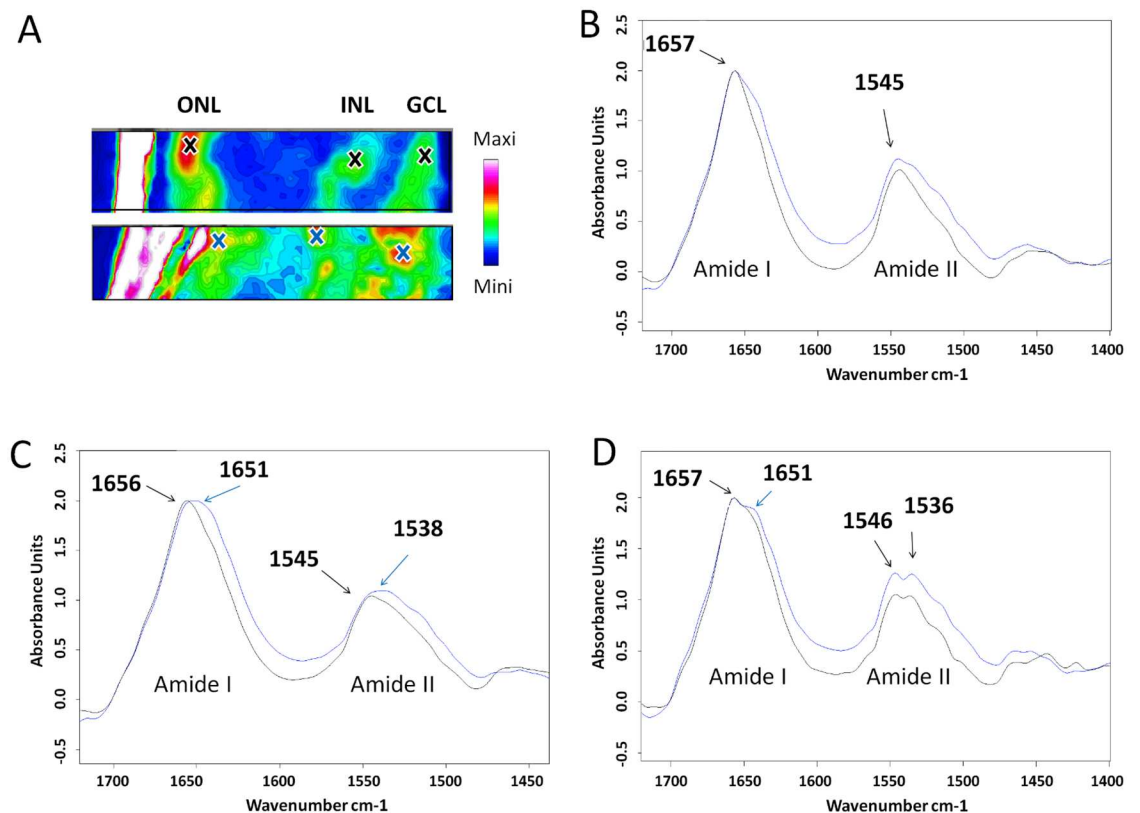 A
ONL INL GCL
Maxi
Mini
B
1657
1545
Amide I
Amide II
Absorbance Units
2.5
2.0
1.5
1.0
0.5
0.0
-0.5
1700 1650 1600 1550 1500 1450 1400
Wavenumber cm-1
C
1656
1651
1545
1538
Amide I
Amide II
Absorbance Units
2.5
2.0
1.5
1.0
0.5
0.0
-0.5
1700 1650 1600 1550 1500 1450
Wavenumber cm-1
D
1657
1651
1546
1536
Amide I
Amide II
Absorbance Units
2.0
1.5
1.0
0.5
0.0
-0.5
1700 1650 1600 1550 1500 1450 1400
Wavenumber cm-1